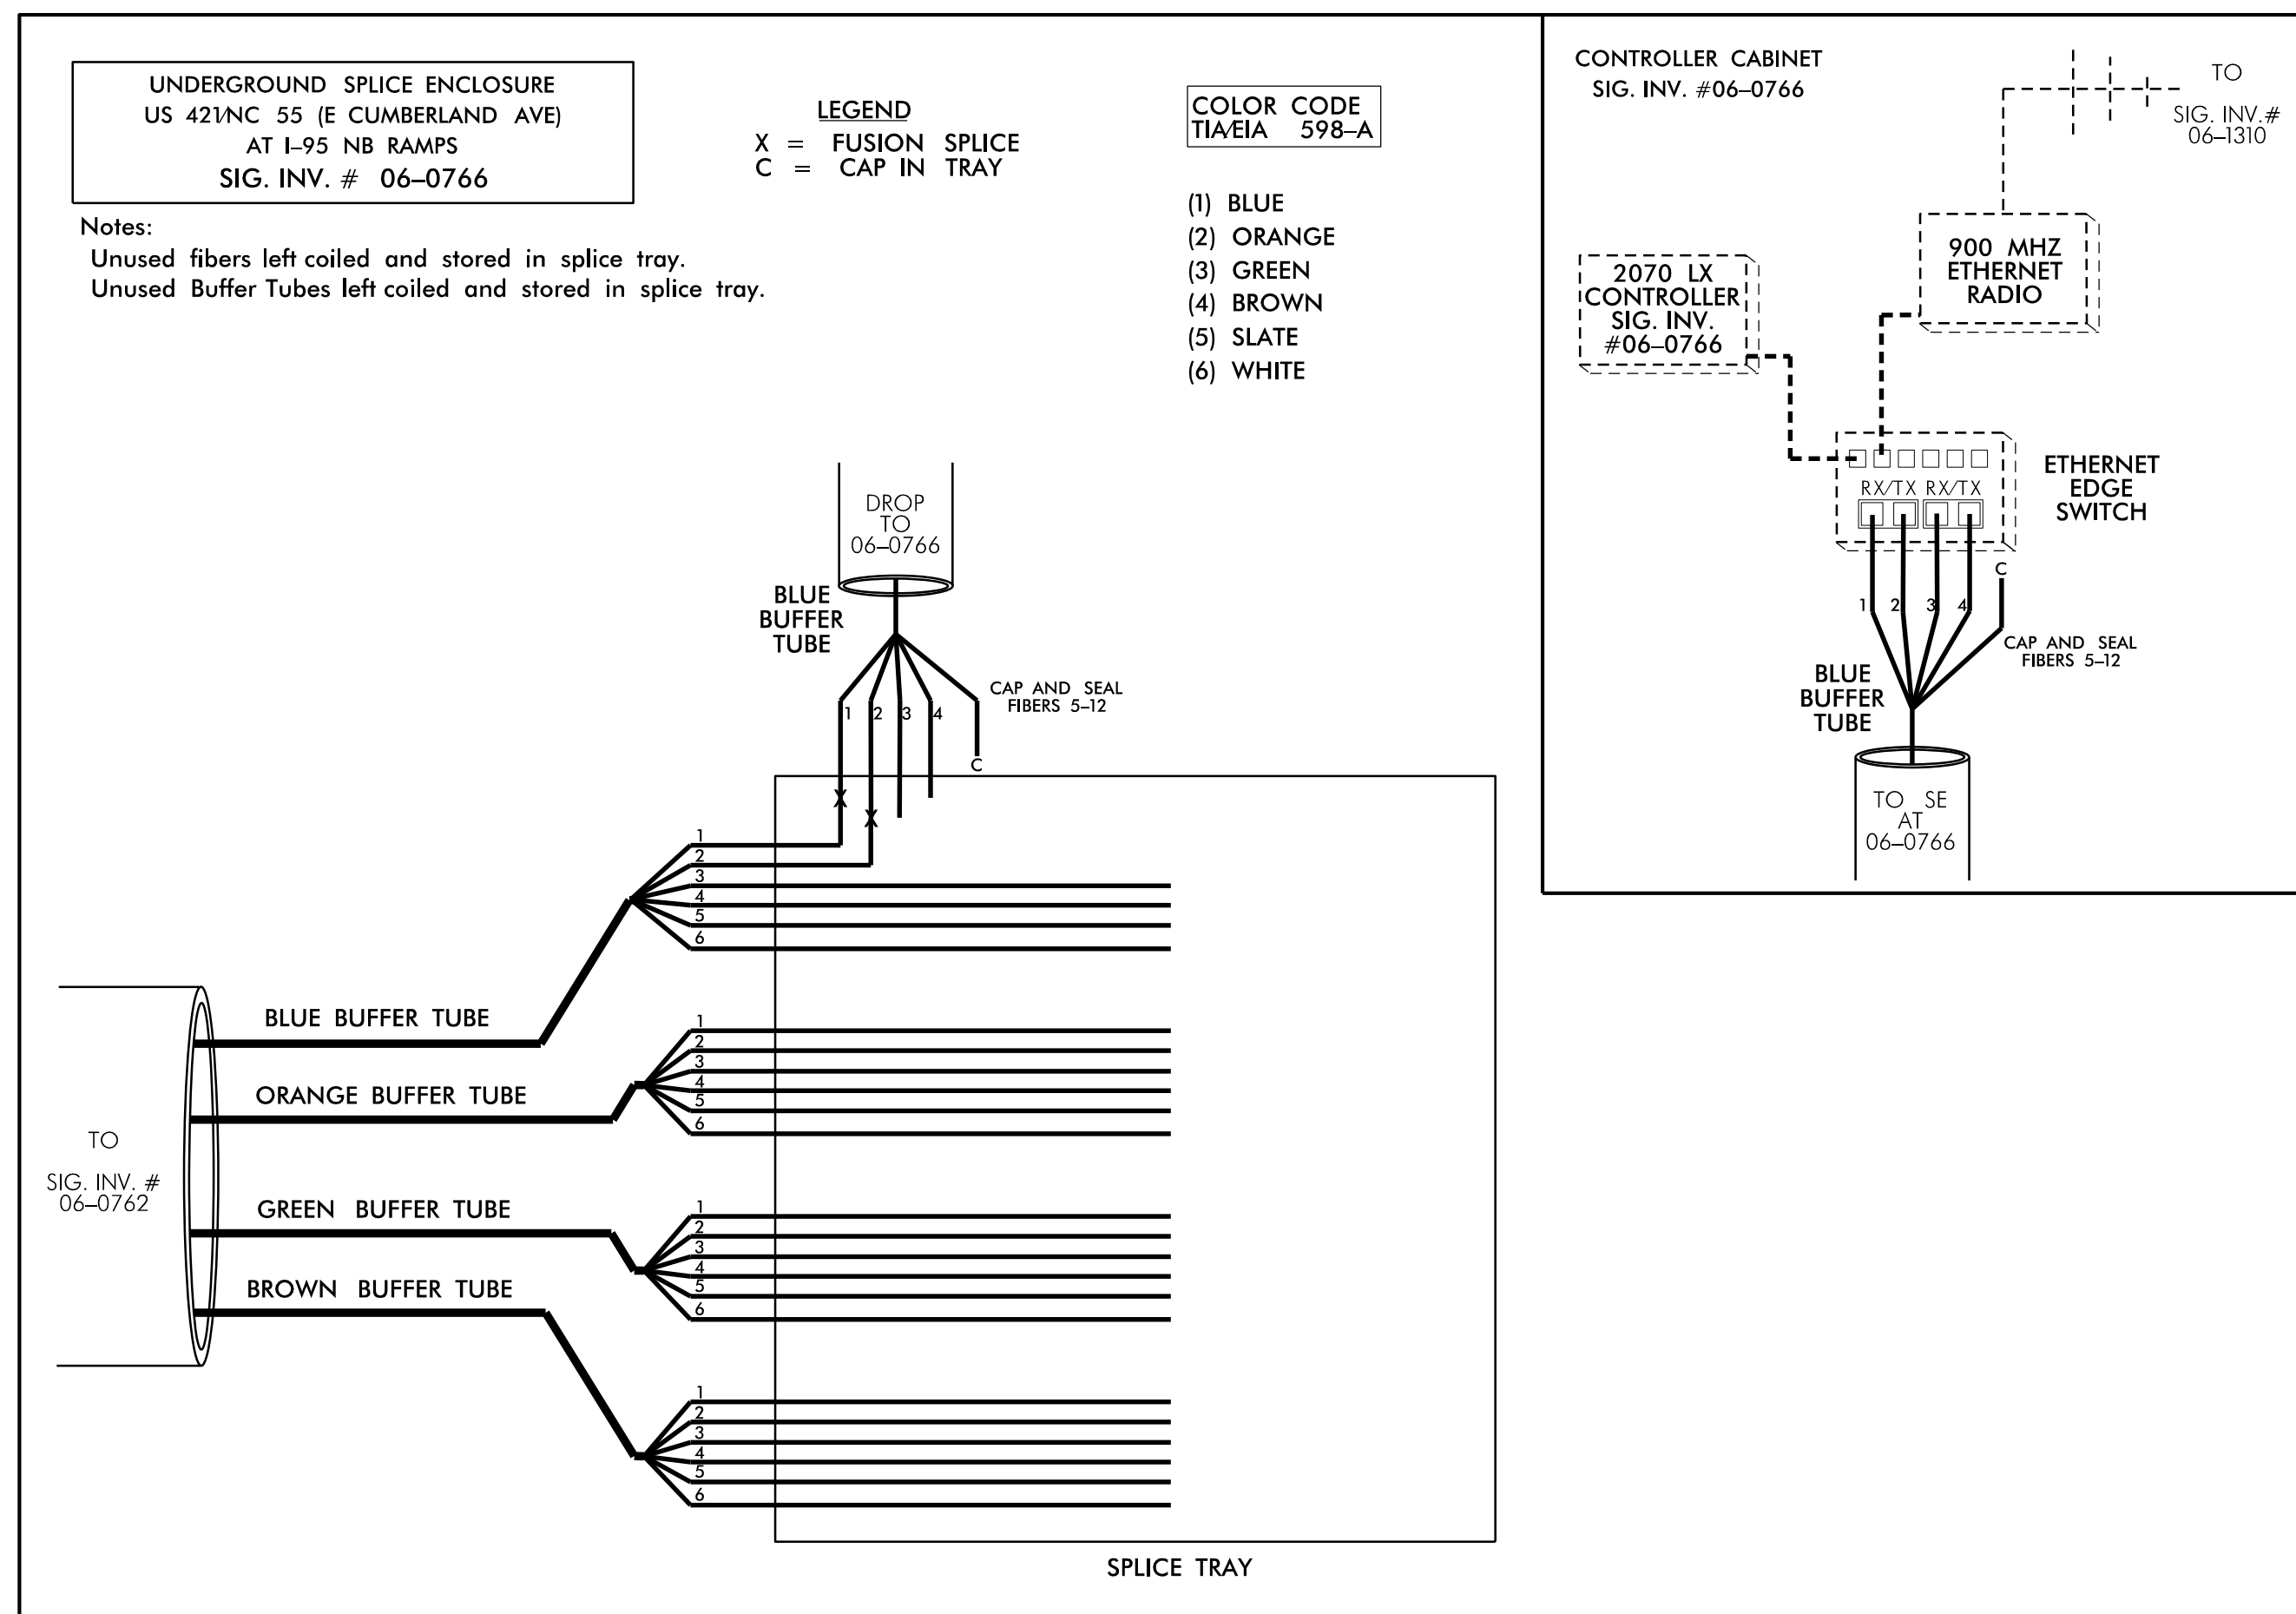 UNDERGROUND SPLICE ENCLOSURE
US 421/NC 55 (E CUMBERLAND AVE)
AT I-95 NB RAMPS
SIG. INV. # 06-0766
Notes:
Unused fibers left coiled and stored in splice tray.
Unused Buffer Tubes left coiled and stored in splice tray.
LEGEND
X = FUSION SPLICE
C = CAP IN TRAY
COLOR CODE
TIA/EIA 598-A
(1) BLUE
(2) ORANGE
(3) GREEN
(4) BROWN
(5) SLATE
(6) WHITE
CONTROLLER CABINET
SIG. INV. #06-0766
TO
SIG. INV.#
06-1310
900 MHZ
ETHERNET
RADIO
2070 LX
CONTROLLER
SIG. INV.
#06-0766
ETHERNET
EDGE
SWITCH
RX/TX RX/TX
C
1 2 3 4
CAP AND SEAL
FIBERS 5-12
BLUE
BUFFER
TUBE
TO SE
AT
06-0766
DROP
TO
06-0766
BLUE
BUFFER
TUBE
CAP AND SEAL
FIBERS 5-12
1 2 3 4
C
X
X
1
2
3
4
5
6
BLUE BUFFER TUBE
1
2
3
4
5
6
ORANGE BUFFER TUBE
TO
SIG. INV. #
06-0762
GREEN BUFFER TUBE
1
2
3
4
5
6
BROWN BUFFER TUBE
1
2
3
4
5
6
SPLICE TRAY